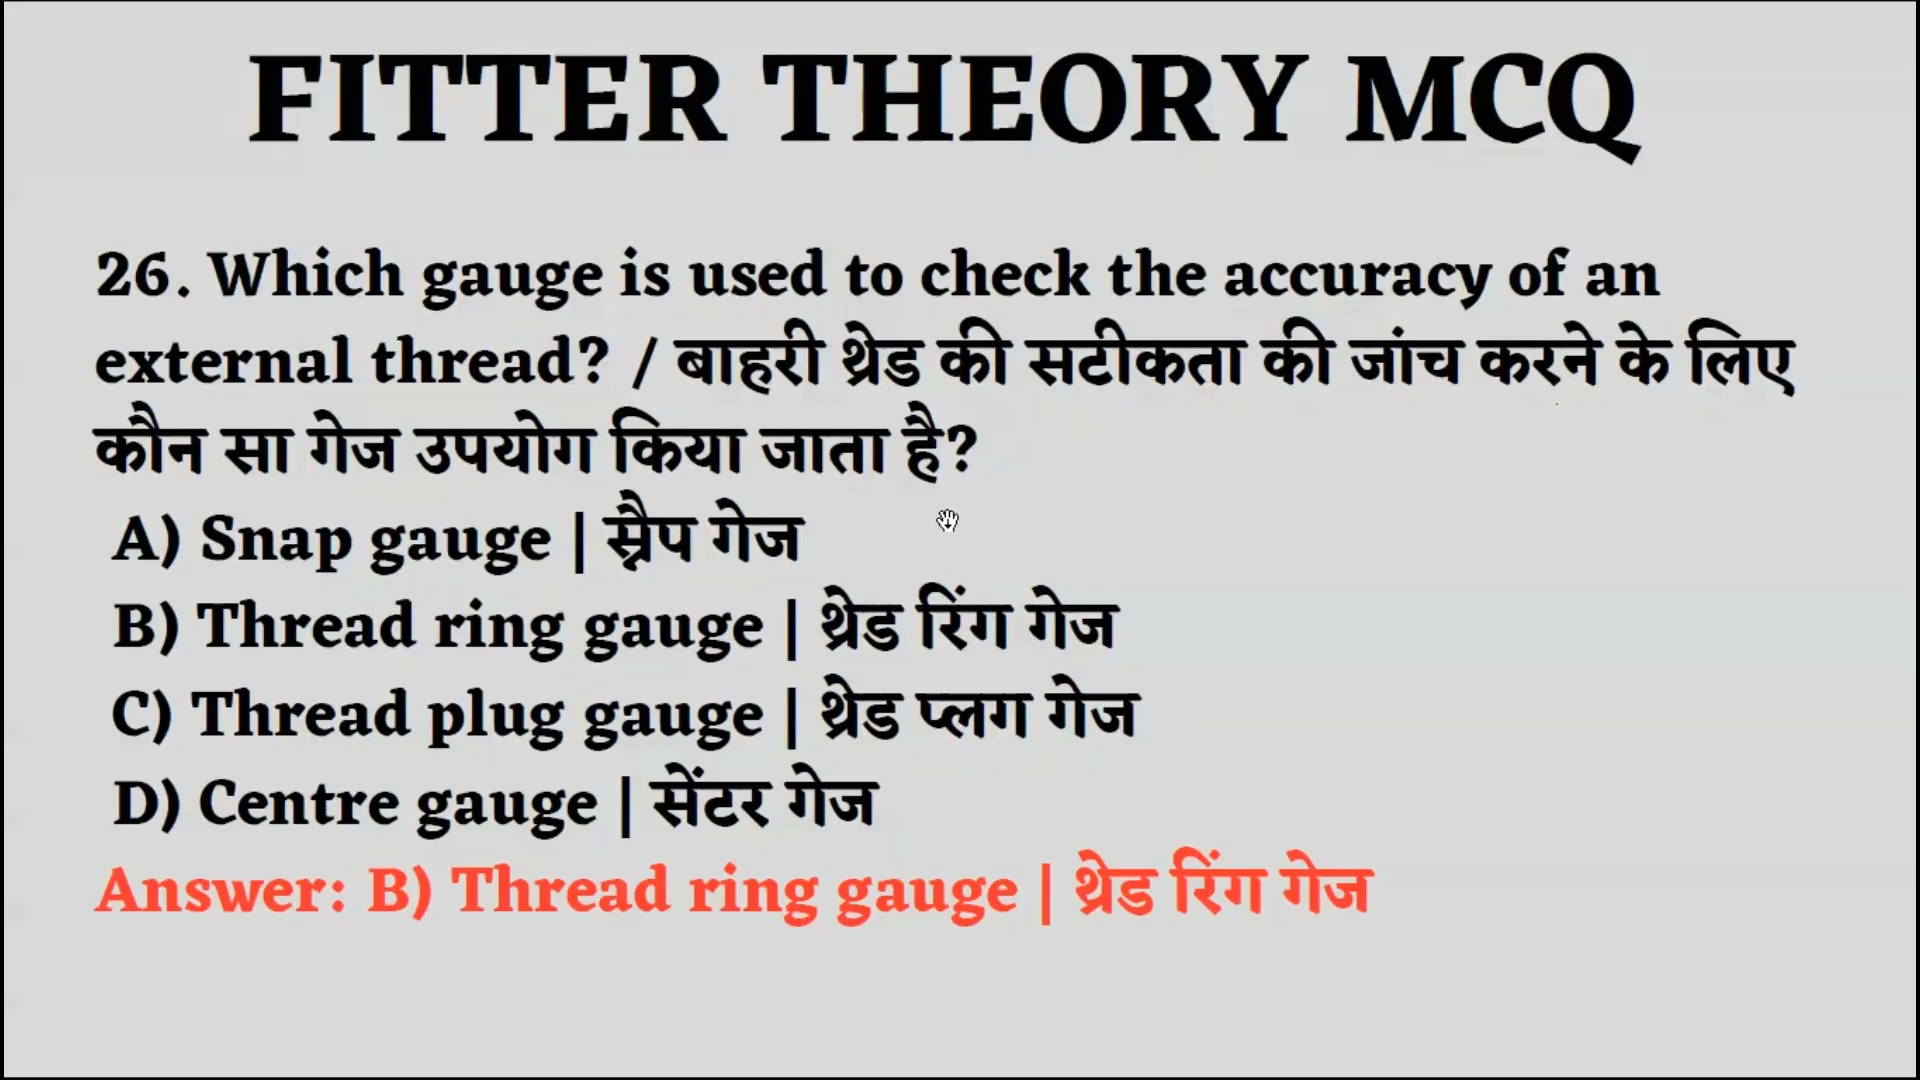 FITTER THEORY MCQ
26. Which gauge is used to check the accuracy of an
external thread? / बाहरी थ्रेड की सटीकता की जांच करने के लिए
कौन सा गेज उपयोग किया जाता है?
A) Snap gauge | स्नैप गेज
B) Thread ring gauge | थ्रेड रिंग गेज
C) Thread plug gauge | थ्रेड प्लग गेज
D) Centre gauge | सेंटर गेज
Answer: B) Thread ring gauge | थ्रेड रिंग गेज